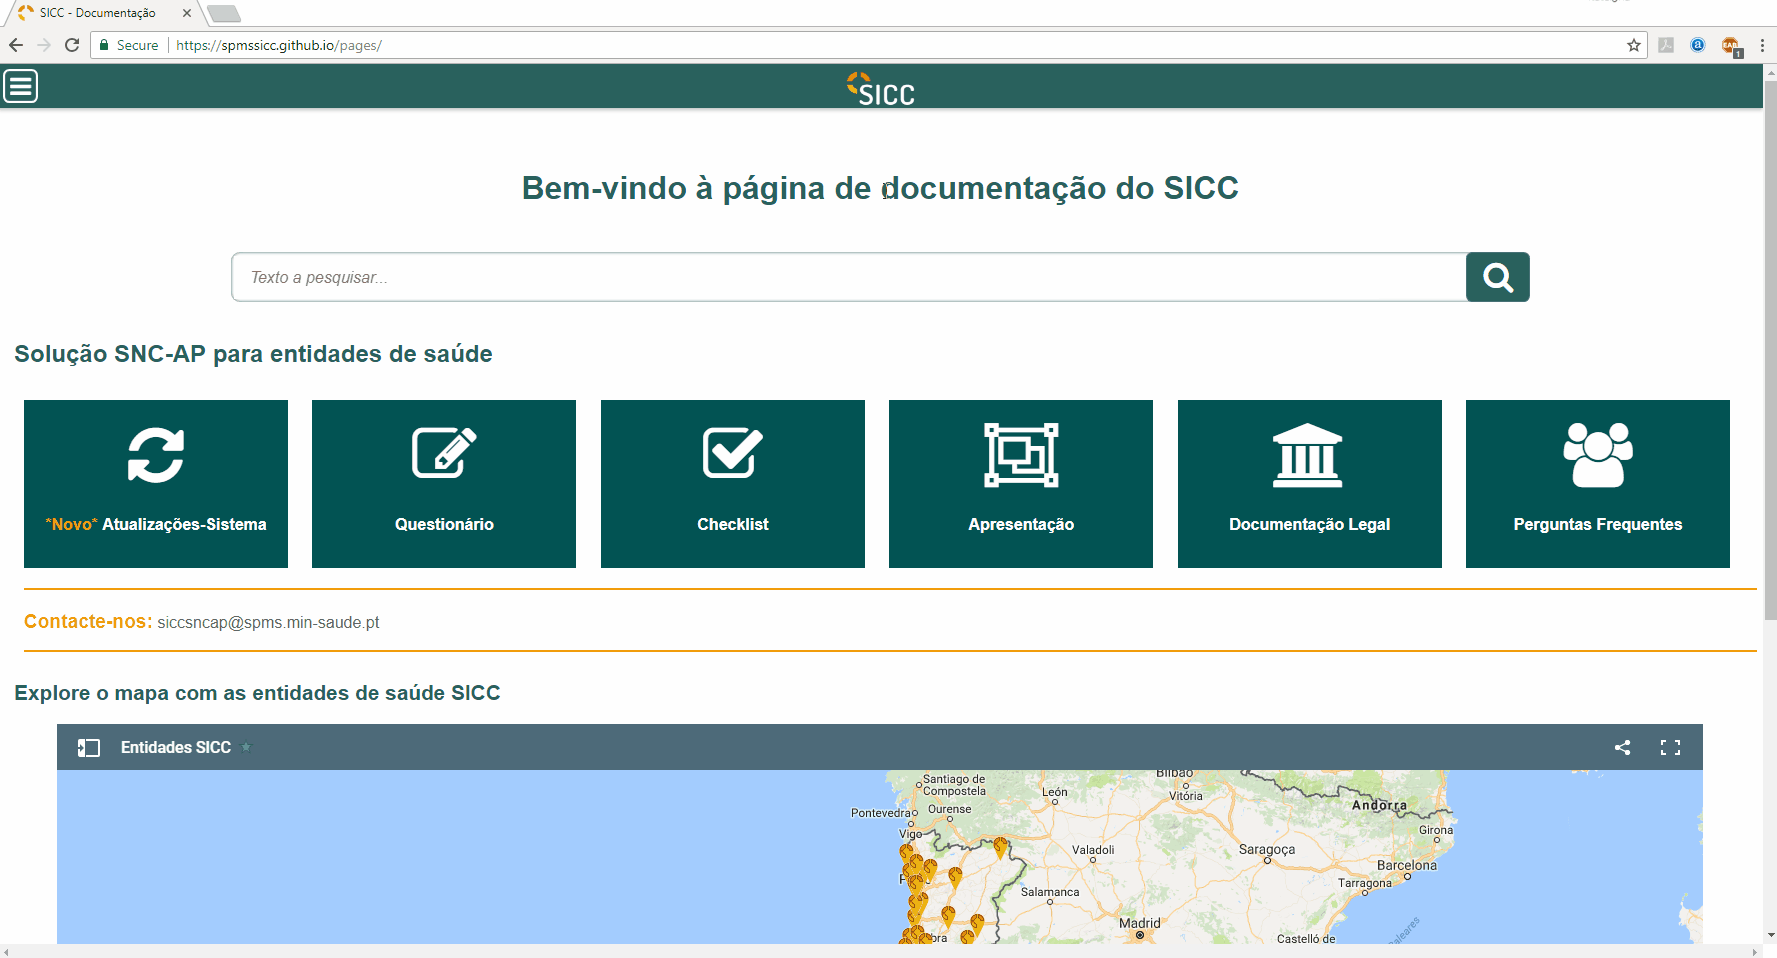 SICC - Documentação
Secure
https://spmssicc.github.io/pages/
EAB
1
SICC
Bem-vindo à página de documentação do SICC
Texto a pesquisar...
Solução SNC-AP para entidades de saúde
*Novo* Atualizações-Sistema
Questionário
Checklist
Apresentação
Documentação Legal
Perguntas Frequentes
Contacte-nos: siccsncap@spms.min-saude.pt
Explore o mapa com as entidades de saúde SICC
Entidades SICC
Santiago de
Compostela
Bilbao
León
Vitória
Andorra
Pontevedra
Ourense
Vigo
Girona
Valadoli
Saragoça
Barcelona
Tarragona
Salamanca
Madrid
Castelló de
Baleares